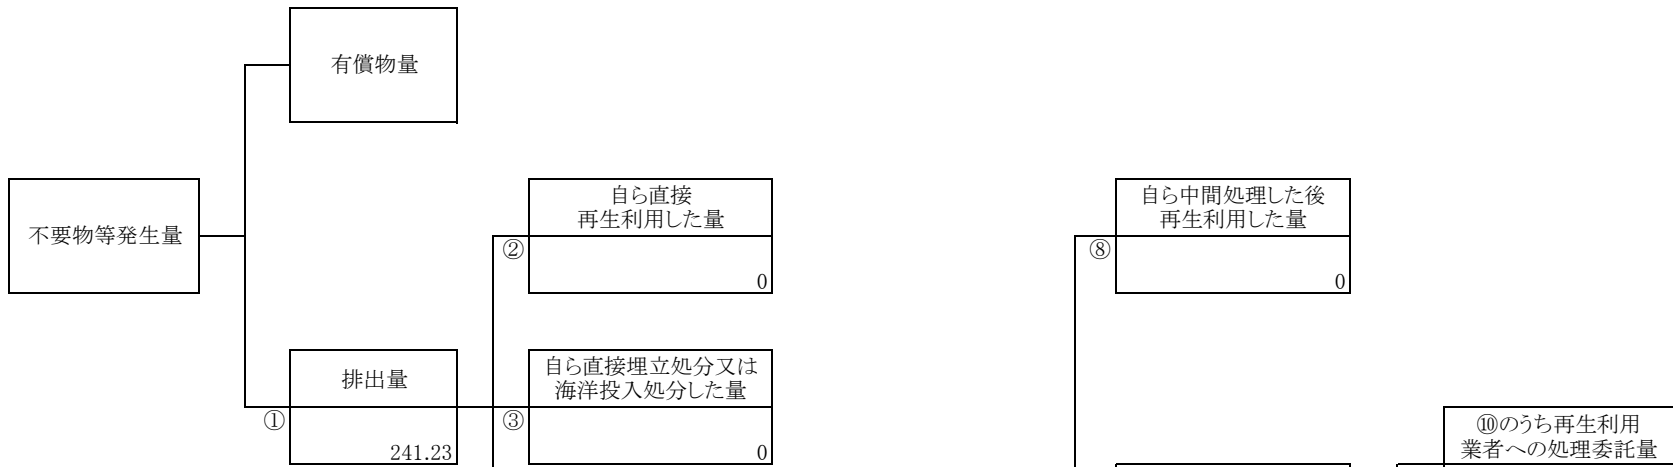 有償物量
不要物等発生量
自ら直接
再生利用した量
②
0
自ら中間処理した後
再生利用した量
⑧
0
排出量
①
241.23
自ら直接埋立処分又は
海洋投入処分した量
③
0
⑩のうち再生利用
業者への処理委託量